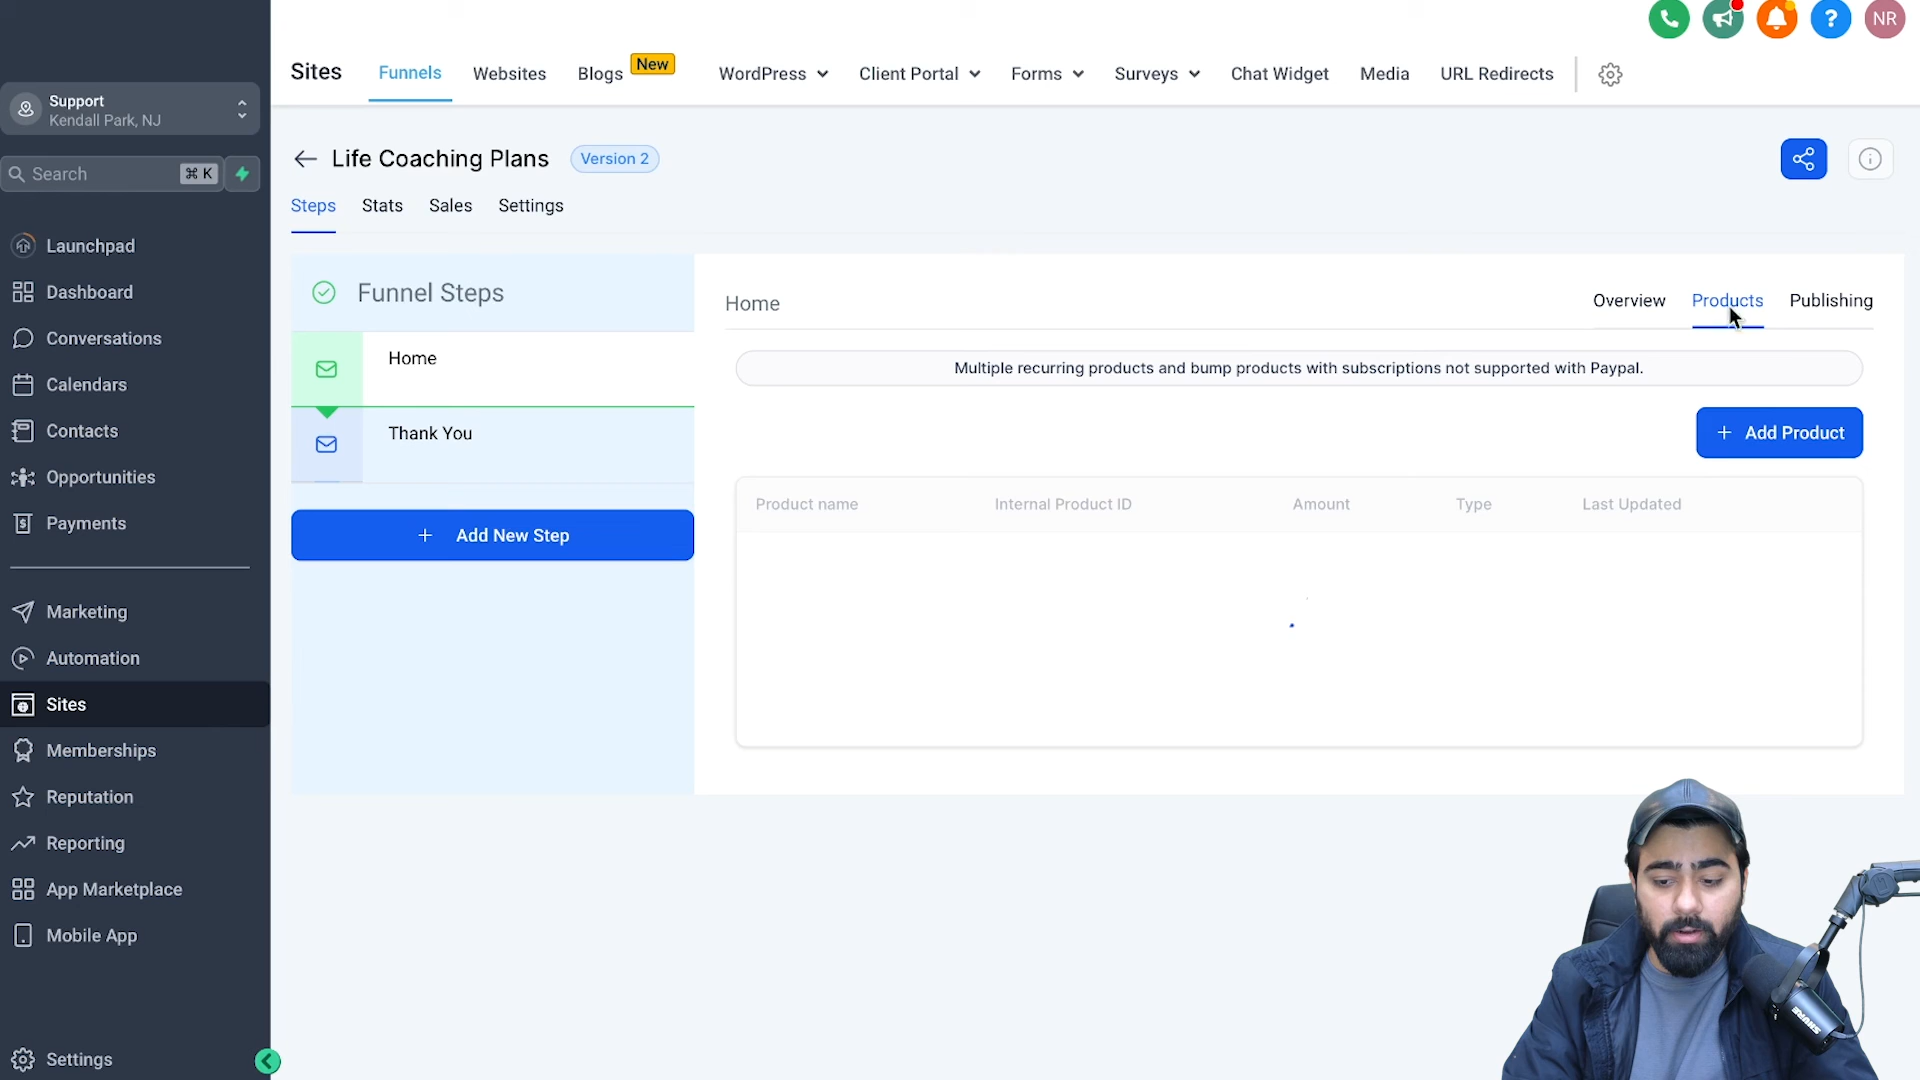 NR
Sites
Funnels
Websites
Blogs
New
WordPress
Client Portal
Forms
Surveys
Chat Widget
Media
URL Redirects
Support
Kendall Park, NJ
Search
⌘ K
Launchpad
Dashboard
Conversations
Calendars
Contacts
Opportunities
Payments
Marketing
Automation
Sites
Memberships
Reputation
Reporting
App Marketplace
Mobile App
Settings
Life Coaching Plans
Version 2
Steps
Stats
Sales
Settings
Funnel Steps
Home
Thank You
+ Add New Step
Home
Overview
Products
Publishing
Multiple recurring products and bump products with subscriptions not supported with Paypal.
+ Add Product
Product name
Internal Product ID
Amount
Type
Last Updated
SHURE